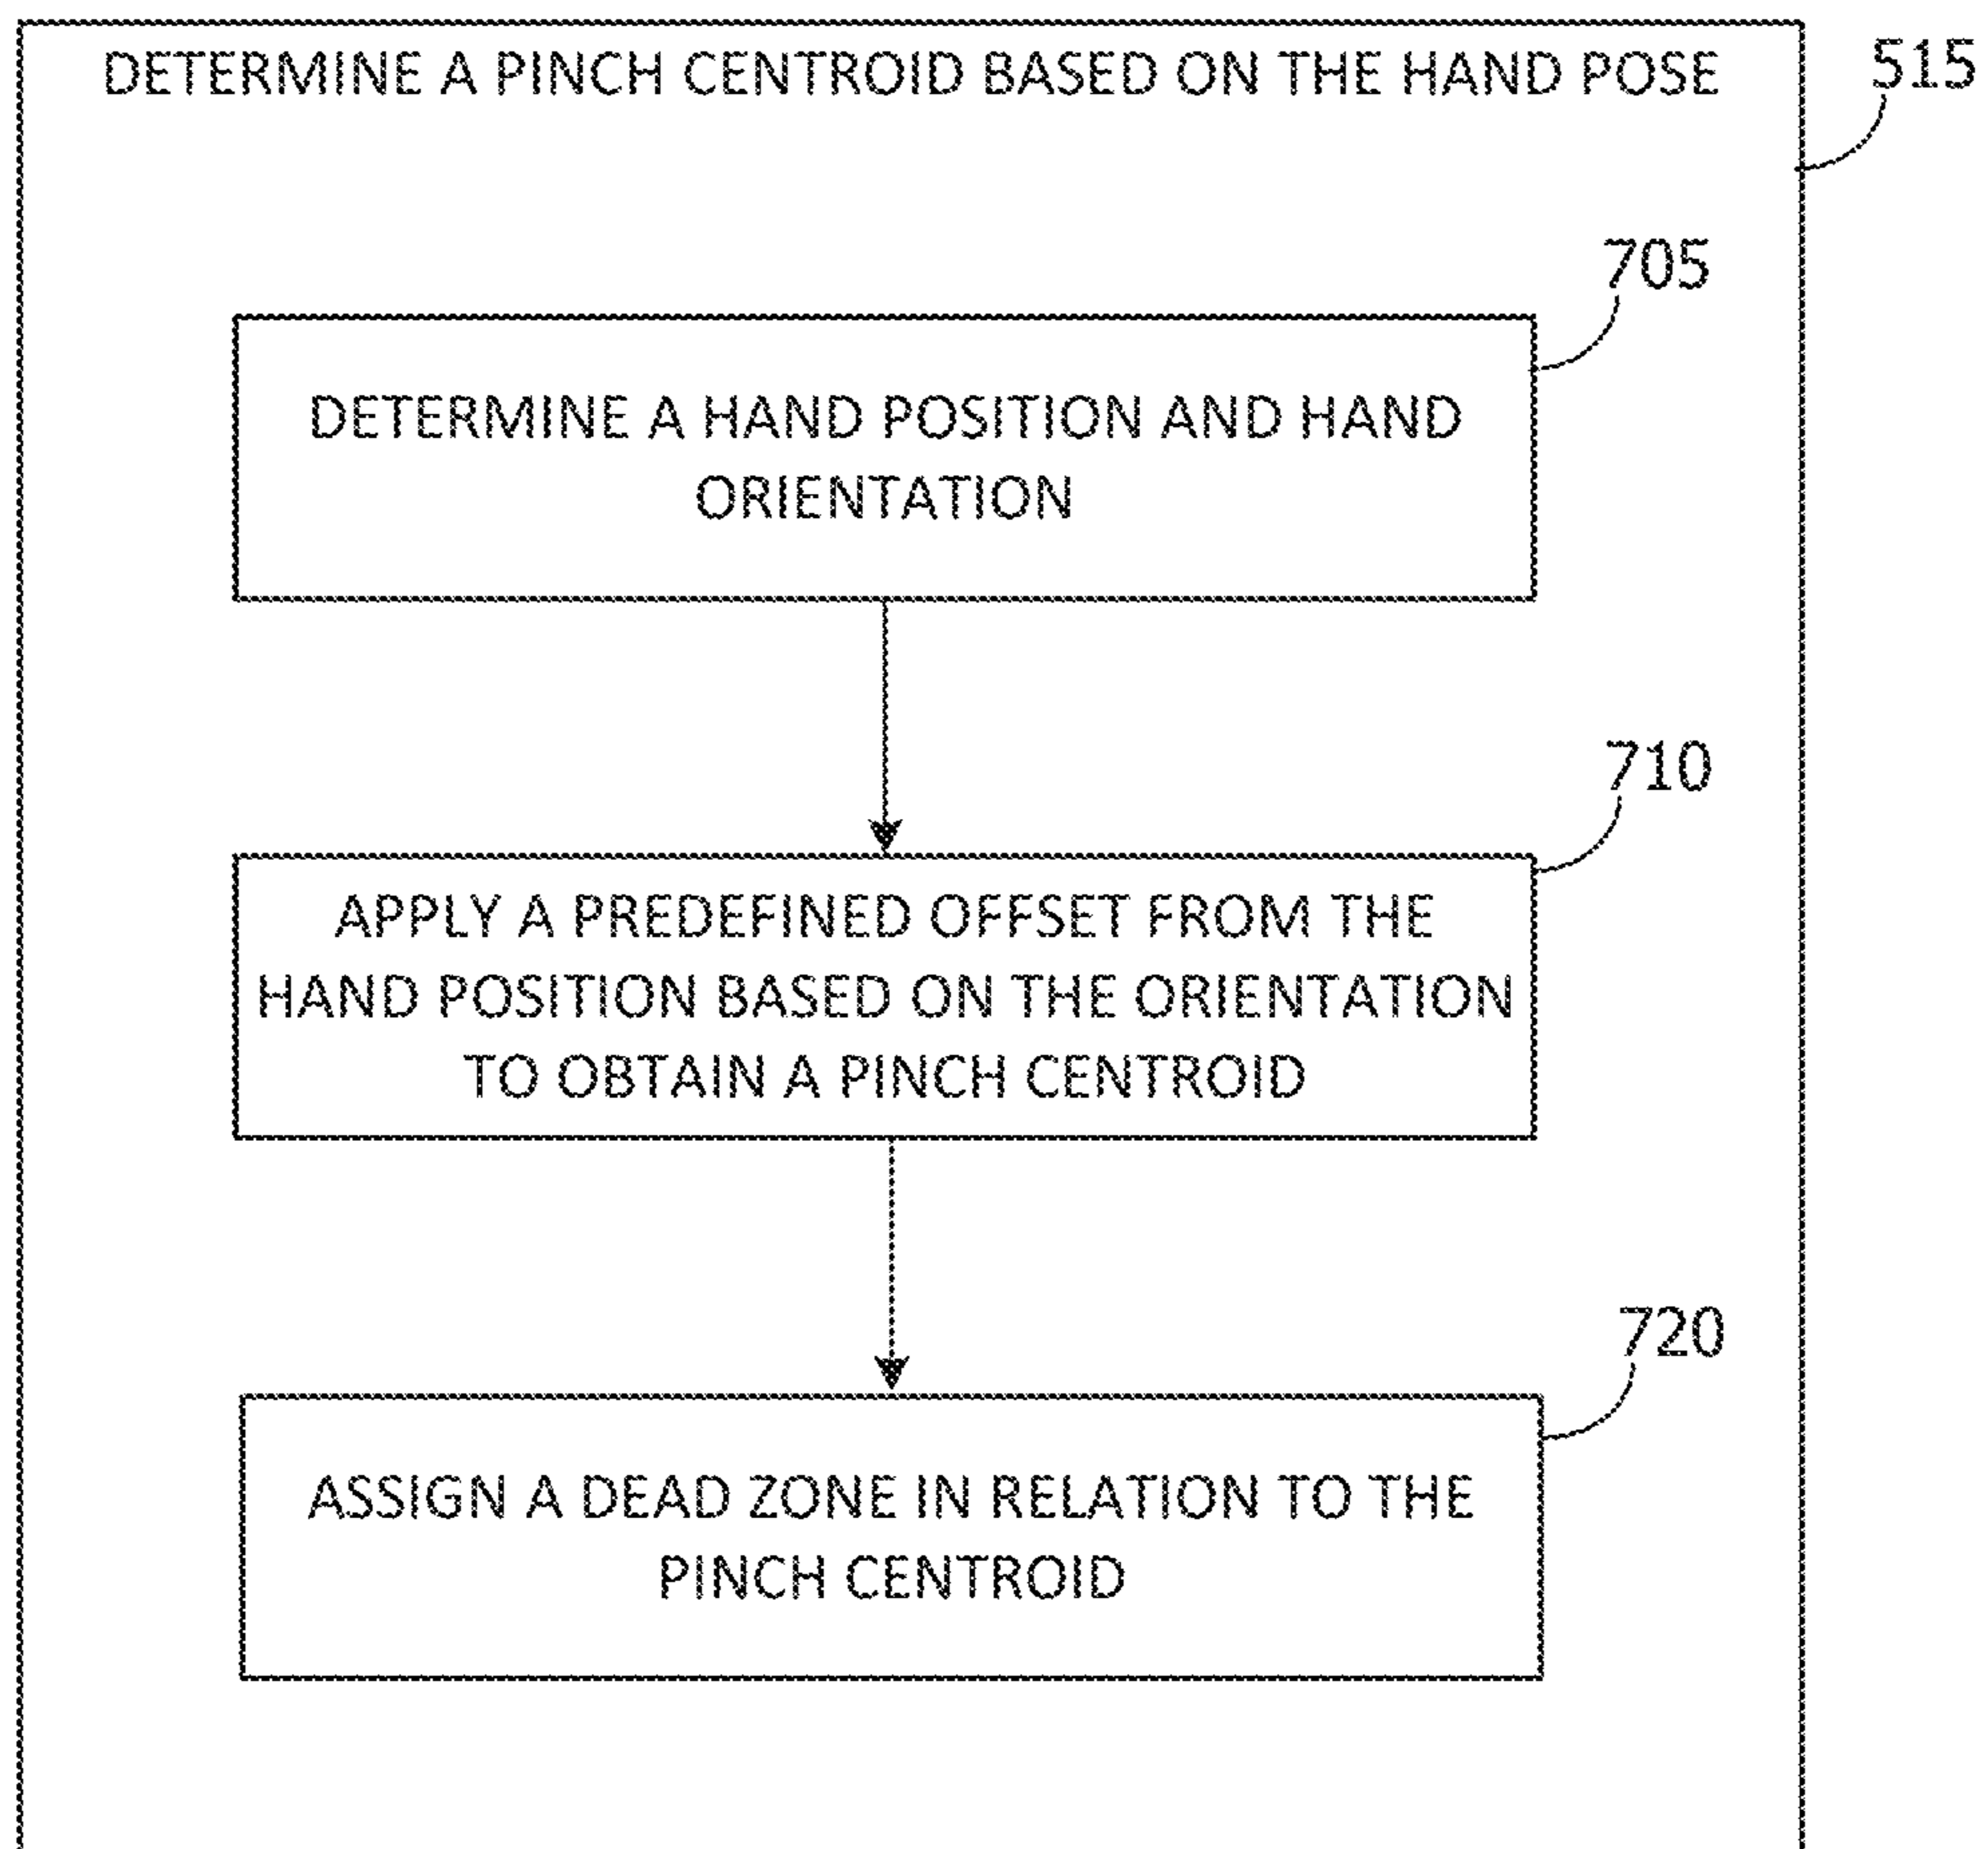 DETERMINE A PINCH CENTROID BASED ON THE HAND POSE
515
705
DETERMINE A HAND POSITION AND HAND
ORIENTATION
710
APPLY A PREDEFINED OFFSET FROM THE
HAND POSITION BASED ON THE ORIENTATION
TO OBTAIN A PINCH CENTROID
720
ASSIGN A DEAD ZONE IN RELATION TO THE
PINCH CENTROID